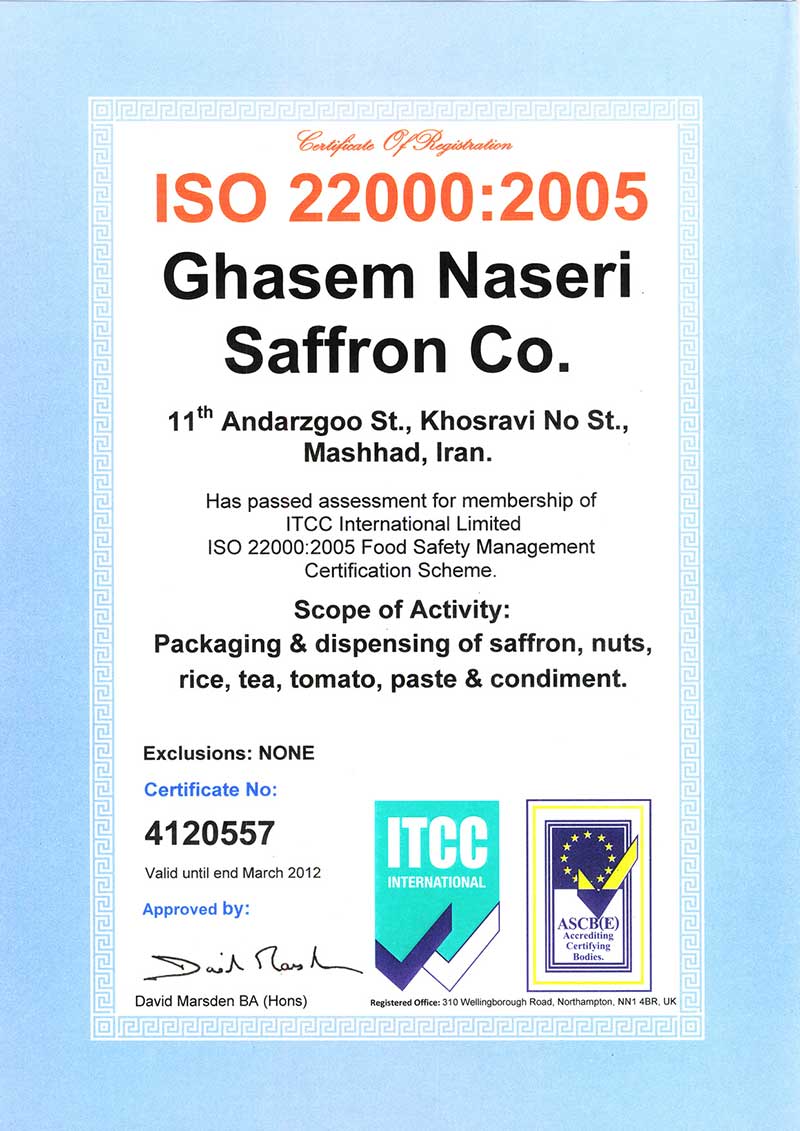 Certificate Of Registration
ISO 22000:2005
Ghasem Naseri
Saffron Co.
11th Andarzgoo St., Khosravi No St.,
Mashhad, Iran.
Has passed assessment for membership of
ITCC International Limited
ISO 22000:2005 Food Safety Management
Certification Scheme.
Scope of Activity:
Packaging & dispensing of saffron, nuts,
rice, tea, tomato, paste & condiment.
Exclusions: NONE
Certificate No:
4120557
Valid until end March 2012
Approved by:
David Marsden BA (Hons)
ITCC
INTERNATIONAL
ASCB(E)
Accrediting
Certifying
Bodies.
Registered Office: 310 Wellingborough Road, Northampton, NN1 4BR, UK